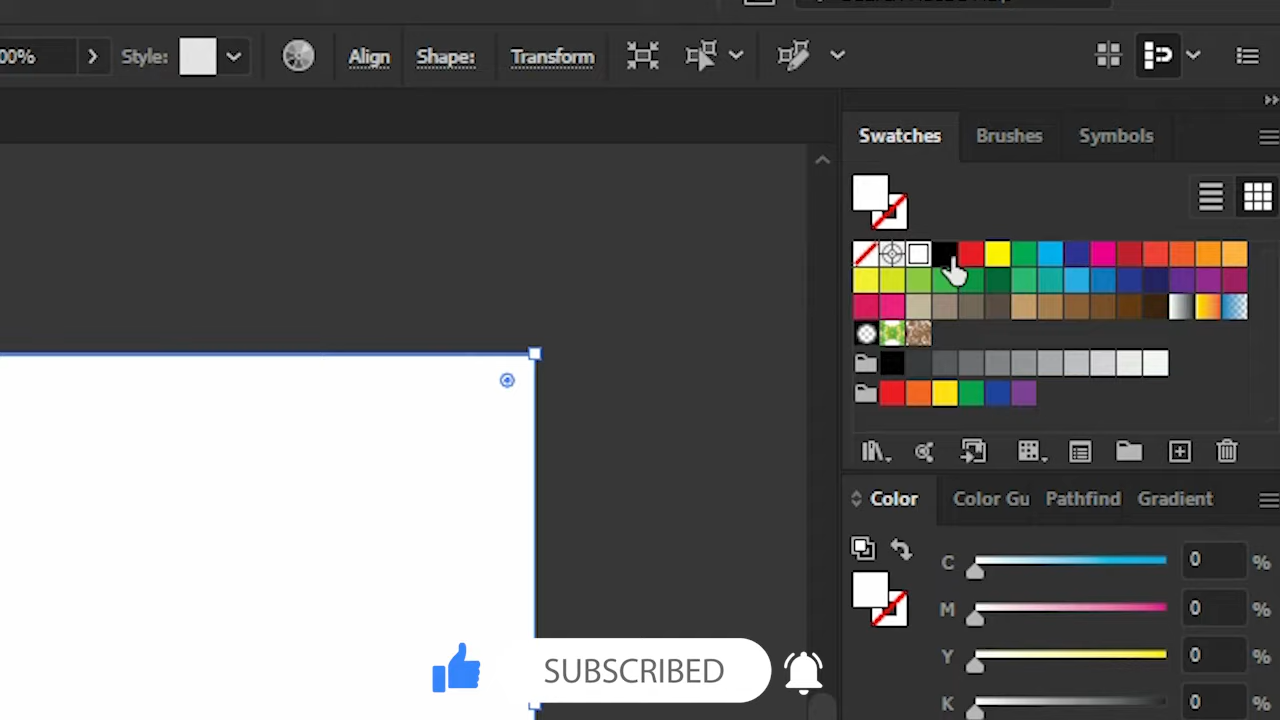 00%
Style:
Align
Shape:
Transform
Swatches
Brushes
Symbols
Color
Color Gu
Pathfind
Gradient
C
0
%
M
0
%
Y
0
%
K
0
%
SUBSCRIBED